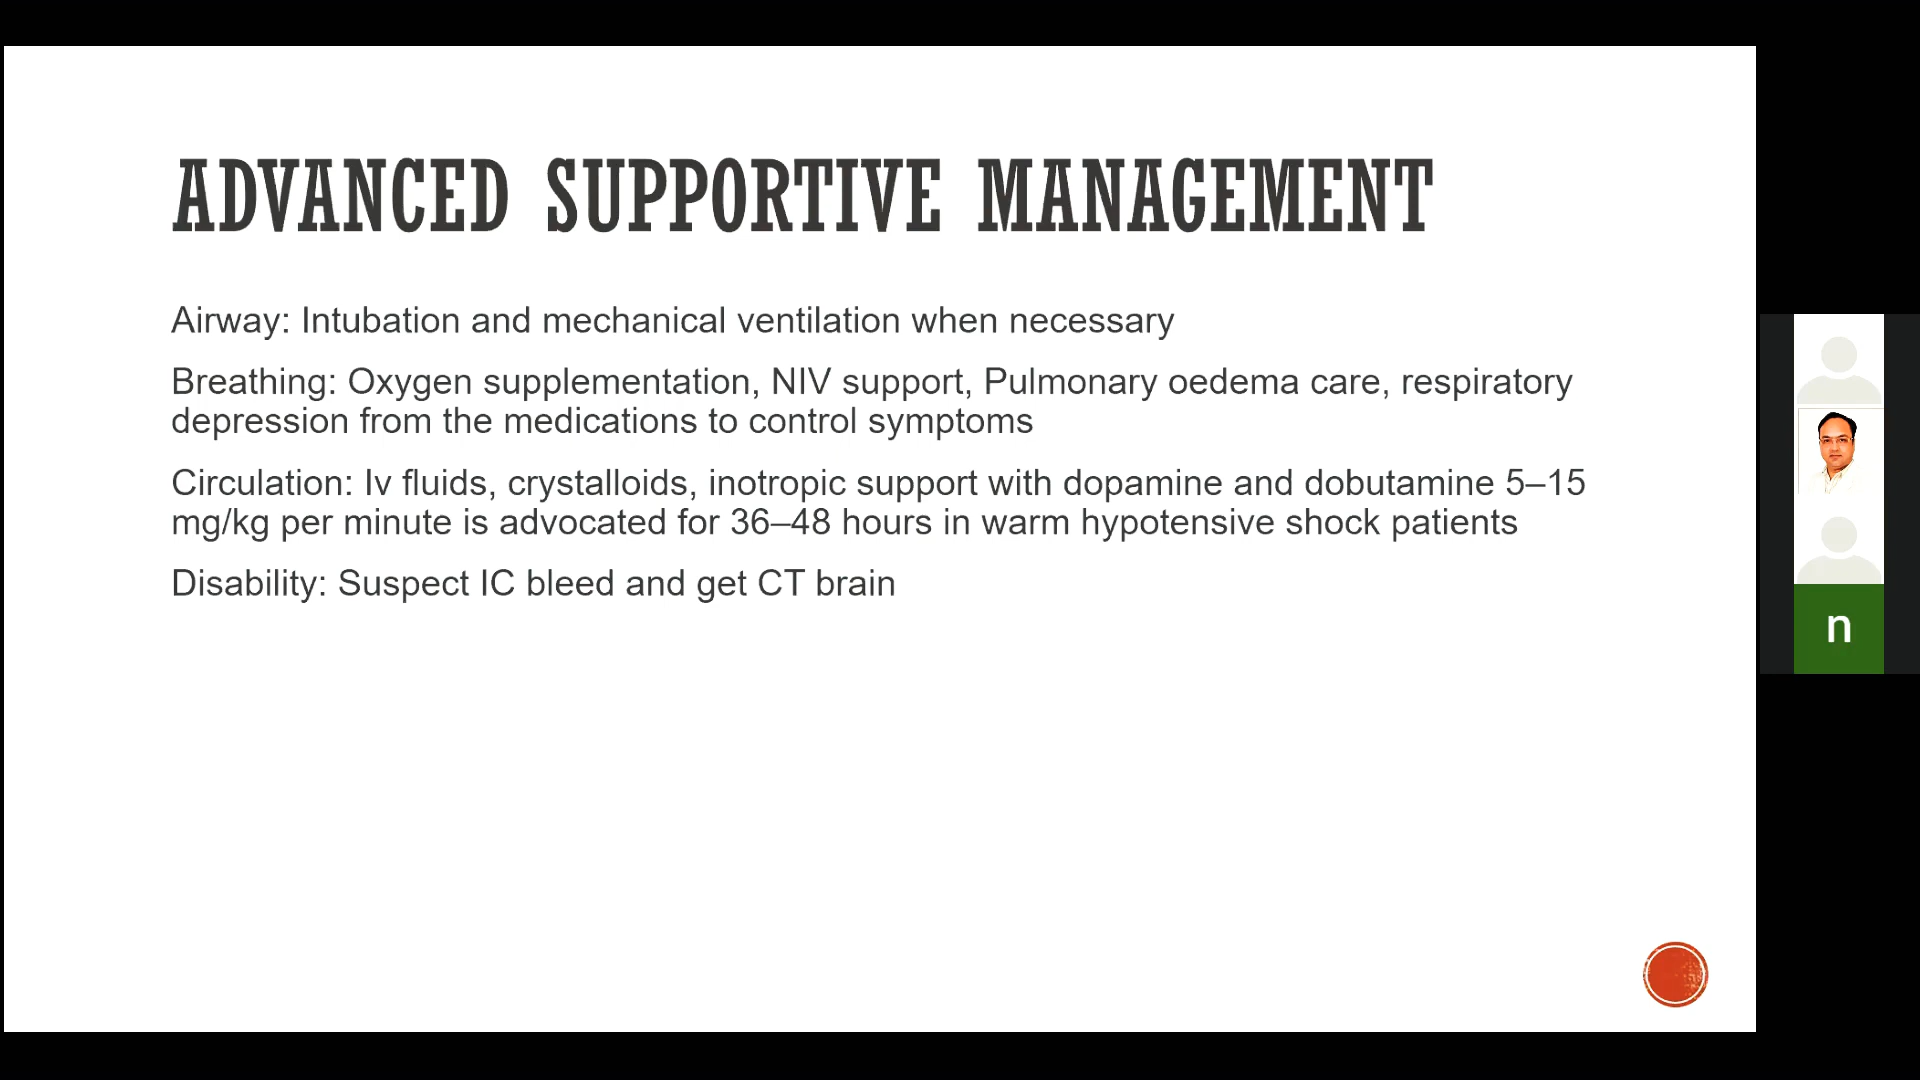 ADVANCED SUPPORTIVE MANAGEMENT
Airway: Intubation and mechanical ventilation when necessary
Breathing: Oxygen supplementation, NIV support, Pulmonary oedema care, respiratory
depression from the medications to control symptoms
Circulation: Iv fluids, crystalloids, inotropic support with dopamine and dobutamine 5–15
mg/kg per minute is advocated for 36–48 hours in warm hypotensive shock patients
Disability: Suspect IC bleed and get CT brain
n